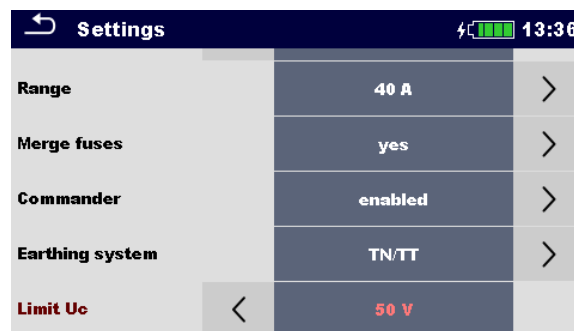 Settings 13:36
Range 40 A
Merge fuses yes
Commander enabled
Earthing system TN/TT
Limit Uc 50 V